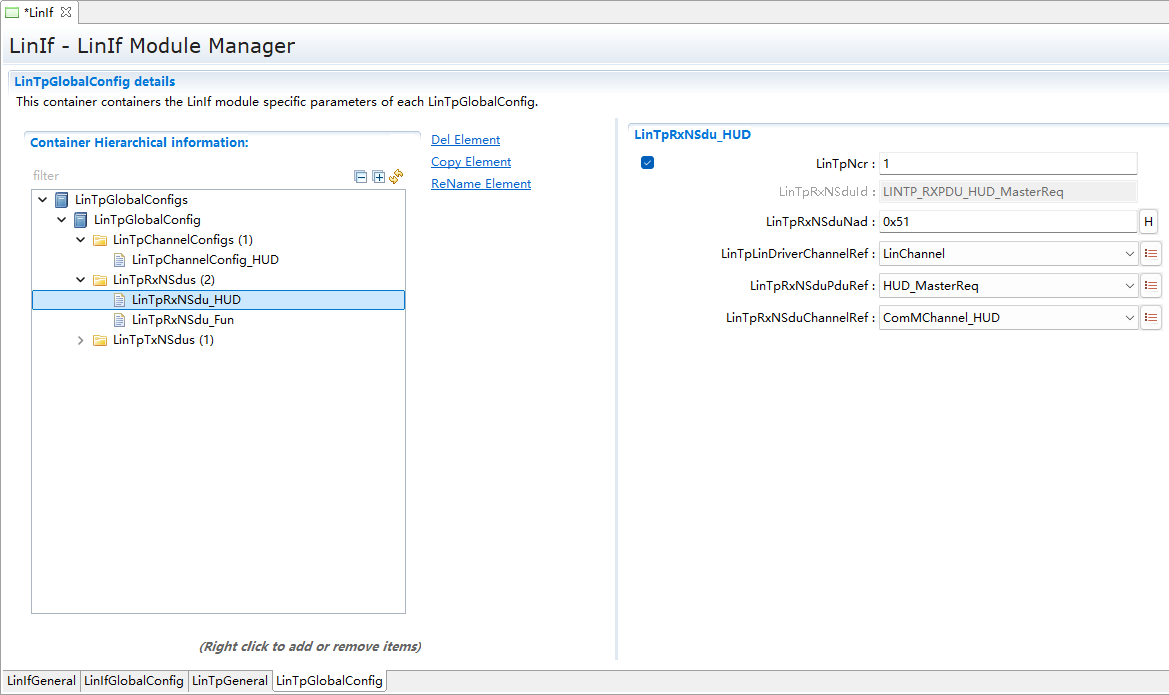 *LinIf
LinIf - LinIf Module Manager
LinTpGlobalConfig details
This container containers the LinIf module specific parameters of each LinTpGlobalConfig.
Container Hierarchical information:
filter
LinTpGlobalConfigs
LinTpGlobalConfig
LinTpChannelConfigs (1)
LinTpChannelConfig_HUD
LinTpRxNSdus (2)
LinTpRxNSdu_HUD
LinTpRxNSdu_Fun
LinTpTxNSdus (1)
(Right click to add or remove items)
Del Element
Copy Element
ReName Element
LinTpRxNSdu_HUD
LinTpNcr : 1
LinTpRxNSduId : LINTP_RXPDU_HUD_MasterReq
LinTpRxNSduNad : 0x51 H
LinTpLinDriverChannelRef : LinChannel
LinTpRxNSduPduRef : HUD_MasterReq
LinTpRxNSduChannelRef : ComMChannel_HUD
LinIfGeneral LinIfGlobalConfig LinTpGeneral LinTpGlobalConfig